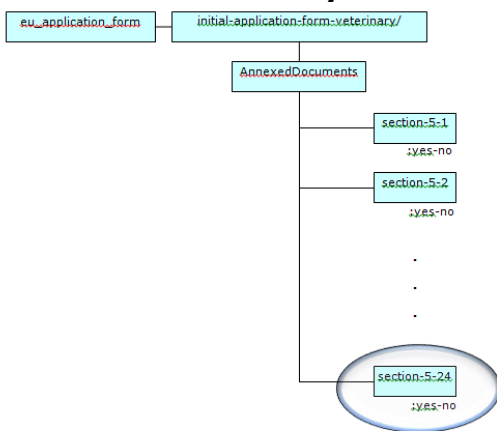 eu_application_form
initial-application-form-veterinary/
AnnexedDocuments
section-5-1
:yes-no
section-5-2
:yes-no
.
.
.
section-5-24
:yes-no